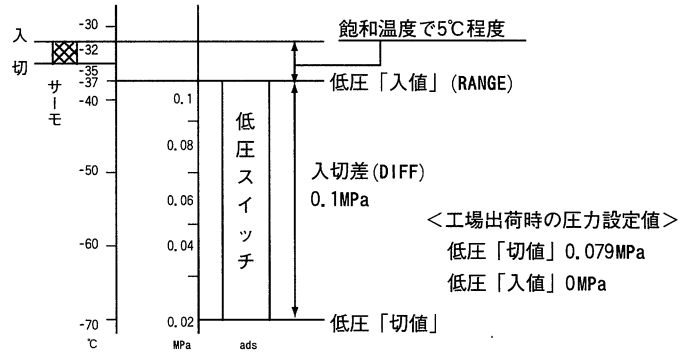 -30
入
飽和温度で5℃程度
-32
切
-35
-37
低圧「入値」(RANGE)
サーモ
-40
0.1
低圧スイッチ
0.08
-50
入切差(DIFF)
0.1MPa
0.06
<工場出荷時の圧力設定値>
-60
0.04
低圧「切値」0.079MPa
低圧「入値」0MPa
-70
0.02
低圧「切値」
℃
MPa
ads